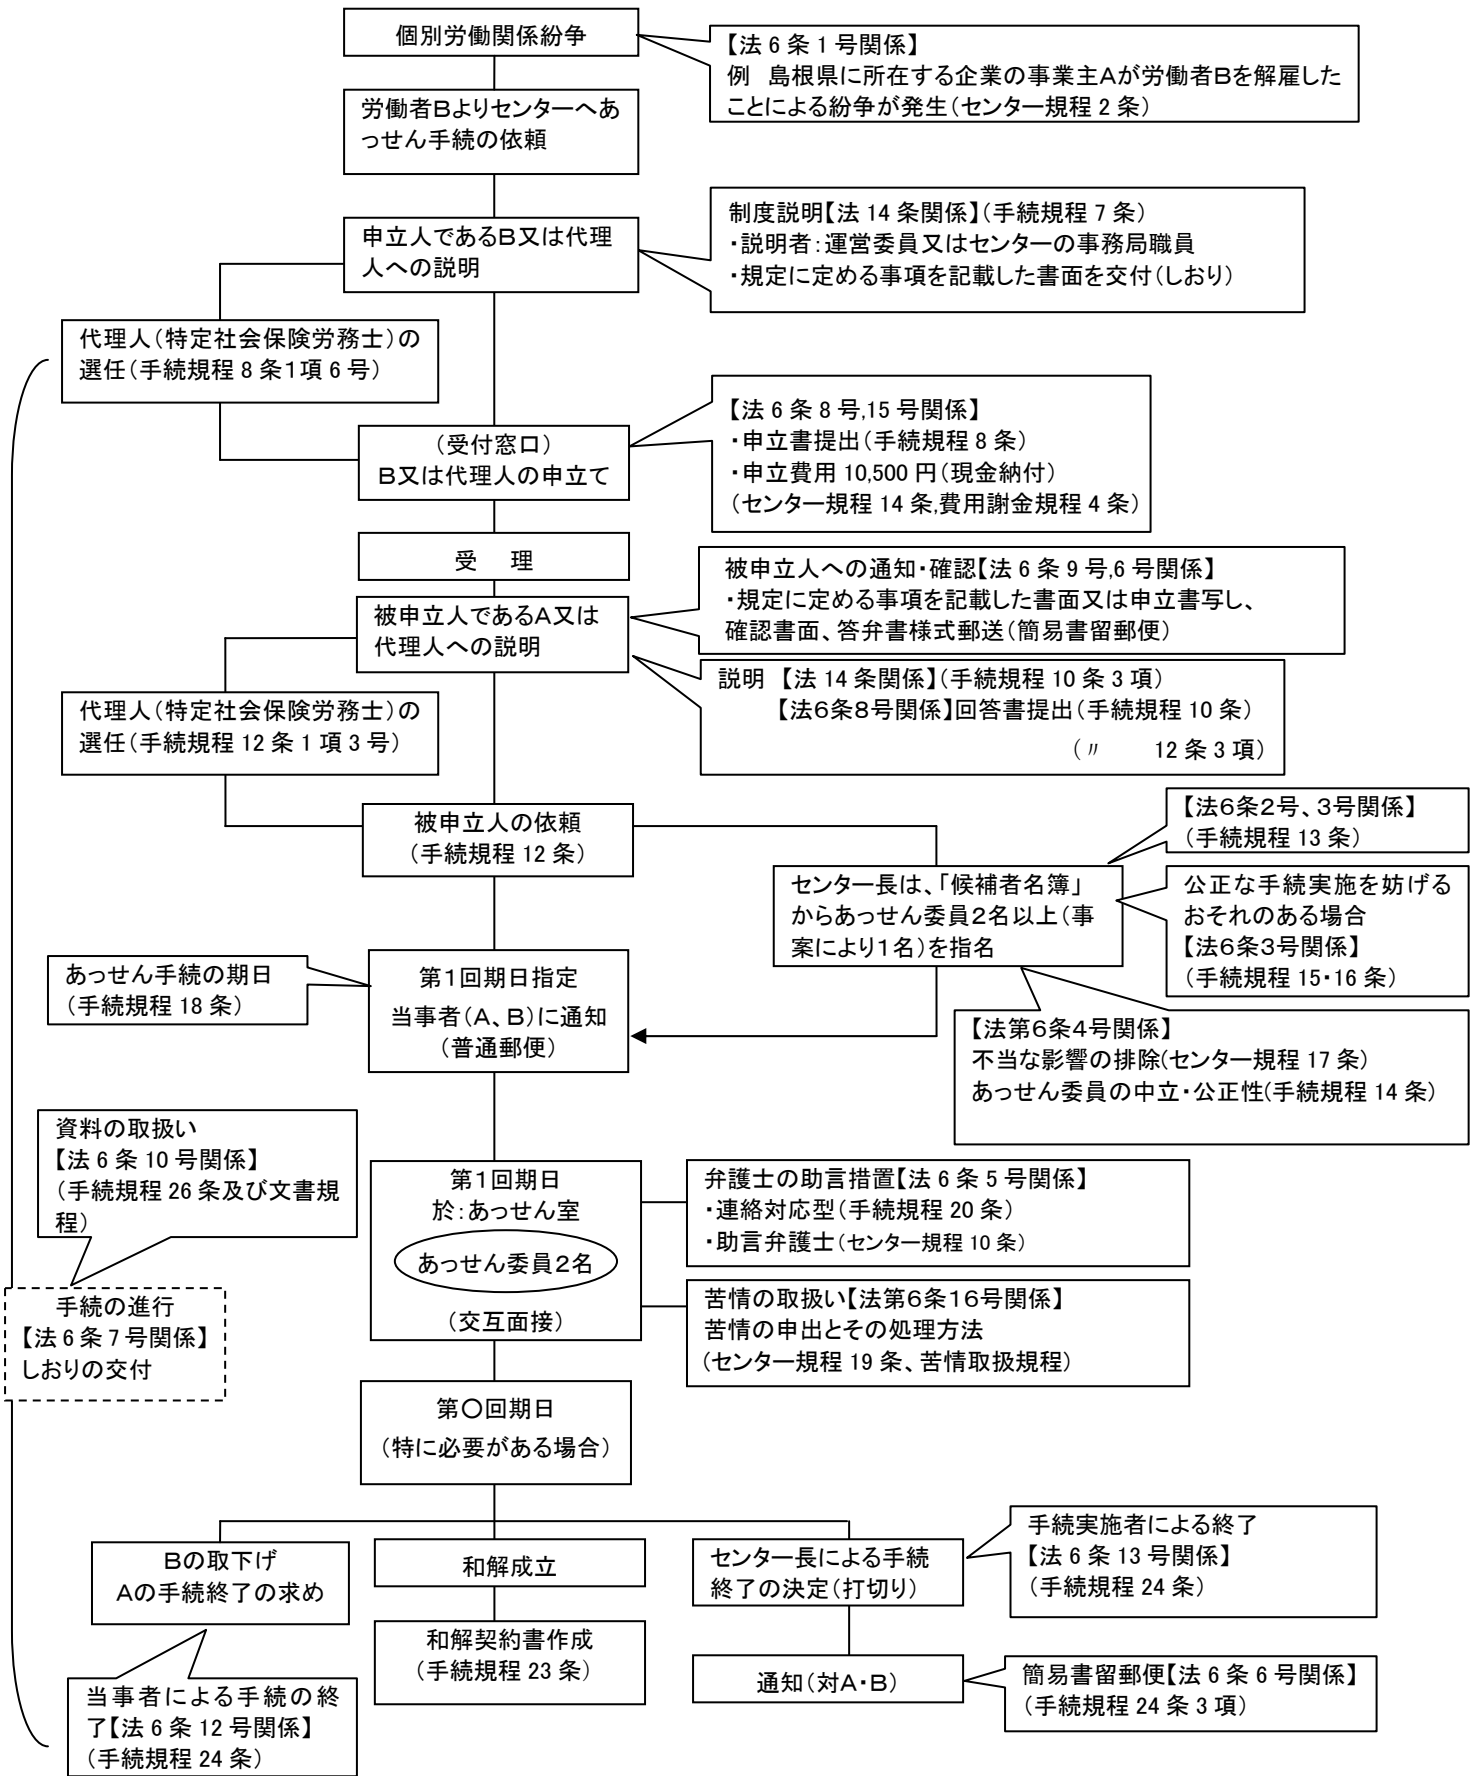 個別労働関係紛争
【法6条1号関係】
例　島根県に所在する企業の事業主Aが労働者Bを解雇した
ことによる紛争が発生（センター規程2条）
労働者Bよりセンターへあ
っせん手続の依頼
申立人であるB又は代理
人への説明
制度説明【法14条関係】（手続規程7条）
・説明者：運営委員又はセンターの事務局職員
・規定に定める事項を記載した書面を交付（しおり）
代理人（特定社会保険労務士）の
選任（手続規程8条1項6号）
（受付窓口）
B又は代理人の申立て
【法6条8号,15号関係】
・申立書提出（手続規程8条）
・申立費用10,500円（現金納付）
（センター規程14条,費用謝金規程4条）
受　理
被申立人であるA又は
代理人への説明
被申立人への通知・確認【法6条9号,6号関係】
・規定に定める事項を記載した書面又は申立書写し、
確認書面、答弁書様式郵送（簡易書留郵便）
説明　【法14条関係】（手続規程10条3項）
【法6条8号関係】回答書提出（手続規程10条）
（〃　　12条3項）
代理人（特定社会保険労務士）の
選任（手続規程12条1項3号）
被申立人の依頼
（手続規程12条）
【法6条2号、3号関係】
（手続規程13条）
センター長は、「候補者名簿」
からあっせん委員2名以上（事
案により1名）を指名
公正な手続実施を妨げる
おそれのある場合
【法6条3号関係】
（手続規程15・16条）
あっせん手続の期日
（手続規程18条）
第1回期日指定
当事者（A、B）に通知
（普通郵便）
【法第6条4号関係】
不当な影響の排除(センター規程17条）
あっせん委員の中立・公正性(手続規程14条）
資料の取扱い
【法6条10号関係】
（手続規程26条及び文書規
程）
第1回期日
於：あっせん室
あっせん委員2名
（交互面接）
弁護士の助言措置【法6条5号関係】
・連絡対応型（手続規程20条）
・助言弁護士（センター規程10条）
苦情の取扱い【法第6条16号関係】
苦情の申出とその処理方法
（センター規程19条、苦情取扱規程）
手続の進行
【法6条7号関係】
しおりの交付
第〇回期日
（特に必要がある場合）
Bの取下げ
Aの手続終了の求め
和解成立
センター長による手続
終了の決定（打切り）
手続実施者による終了
【法6条13号関係】
（手続規程24条）
和解契約書作成
（手続規程23条）
通知（対A・B）
簡易書留郵便【法6条6号関係】
（手続規程24条3項）
当事者による手続の終
了【法6条12号関係】
（手続規程24条）